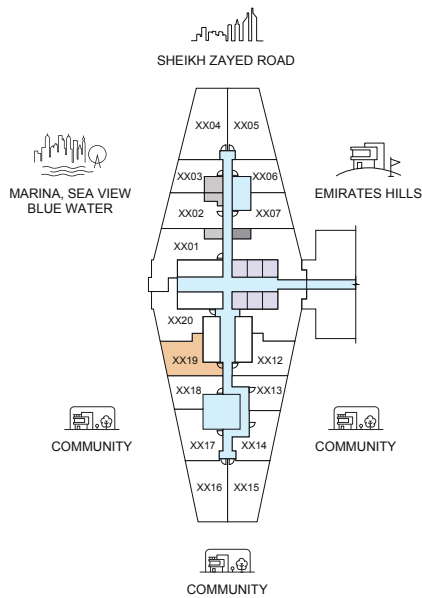 SHEIKH ZAYED ROAD
XX04
XX05
MARINA, SEA VIEW
BLUE WATER
EMIRATES HILLS
XX03
XX06
XX02
XX07
XX01
XX20
XX19
XX12
XX18
XX13
COMMUNITY
COMMUNITY
XX17
XX14
XX16
XX15
COMMUNITY